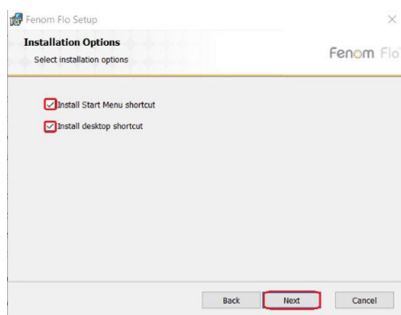 Fenom Flo Setup
Installation Options
Select installation options
Fenom Flo
Install Start Menu shortcut
Install desktop shortcut
Back Next Cancel